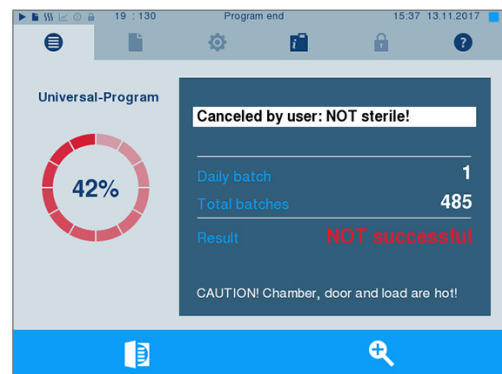 19 : 130 Program end 15:37 13.11.2017
Universal-Program
42%
Canceled by user: NOT sterile!
Daily batch 1
Total batches 485
Result NOT successful
CAUTION! Chamber, door and load are hot!